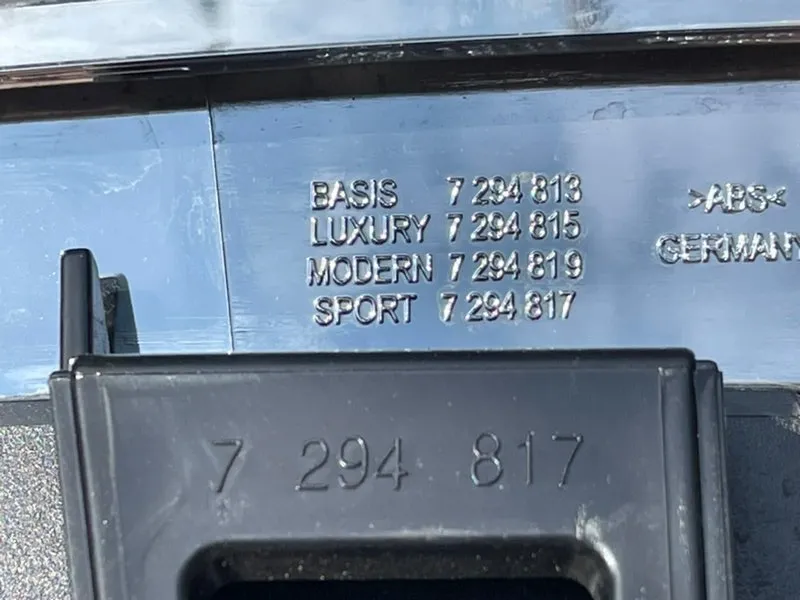 BASIS 7 294 813
LUXURY 7 294 815
MODERN 7 294 819
SPORT 7 294 817
>ABS<
GERMANY
7 294 817